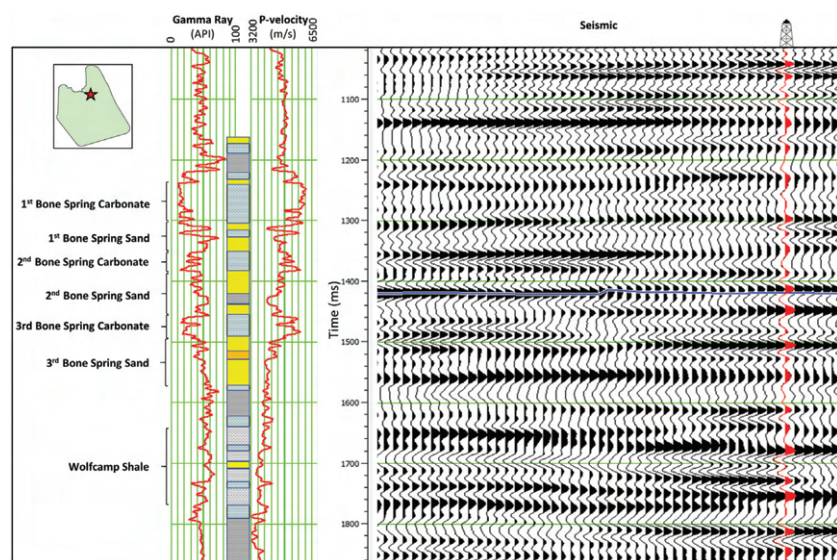 Gamma Ray
(API)
0
100
P-velocity
(m/s)
3200
6500
Seismic
1st Bone Spring Carbonate
1st Bone Spring Sand
2nd Bone Spring Carbonate
2nd Bone Spring Sand
3rd Bone Spring Carbonate
3rd Bone Spring Sand
Wolfcamp Shale
Time (ms)
1100
1200
1300
1400
1500
1600
1700
1800